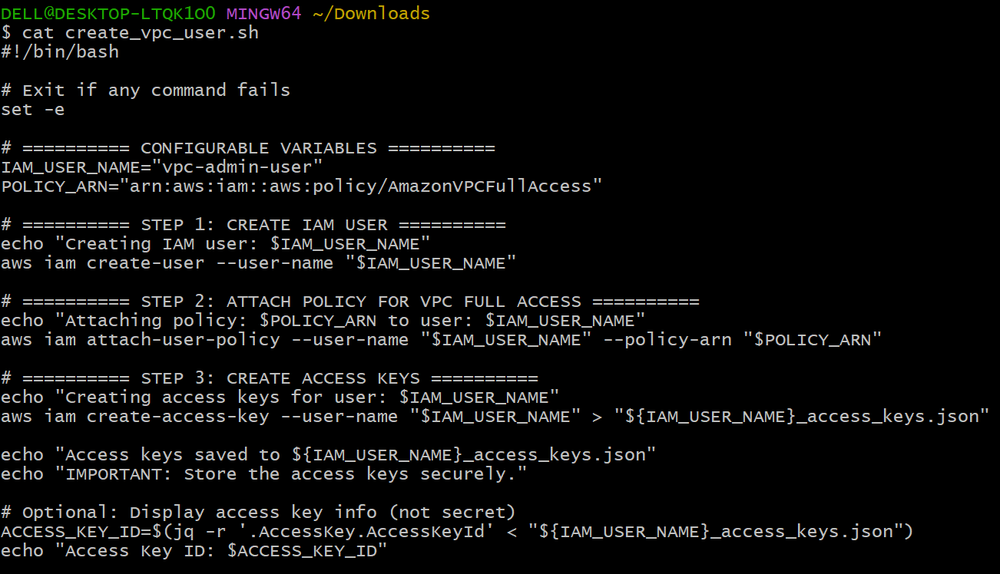 DELL@DESKTOP-LTQK1O0 MINGW64 ~/Downloads
$ cat create_vpc_user.sh
#!/bin/bash
# Exit if any command fails
set -e
# ========== CONFIGURABLE VARIABLES ==========
IAM_USER_NAME="vpc-admin-user"
POLICY_ARN="arn:aws:iam::aws:policy/AmazonVPCFullAccess"
# ========== STEP 1: CREATE IAM USER ==========
echo "Creating IAM user: $IAM_USER_NAME"
aws iam create-user --user-name "$IAM_USER_NAME"
# ========== STEP 2: ATTACH POLICY FOR VPC FULL ACCESS ==========
echo "Attaching policy: $POLICY_ARN to user: $IAM_USER_NAME"
aws iam attach-user-policy --user-name "$IAM_USER_NAME" --policy-arn "$POLICY_ARN"
# ========== STEP 3: CREATE ACCESS KEYS ==========
echo "Creating access keys for user: $IAM_USER_NAME"
aws iam create-access-key --user-name "$IAM_USER_NAME" > "${IAM_USER_NAME}_access_keys.json"
echo "Access keys saved to ${IAM_USER_NAME}_access_keys.json"
echo "IMPORTANT: Store the access keys securely."
# Optional: Display access key info (not secret)
ACCESS_KEY_ID=$(jq -r '.AccessKey.AccessKeyId' < "${IAM_USER_NAME}_access_keys.json")
echo "Access Key ID: $ACCESS_KEY_ID"